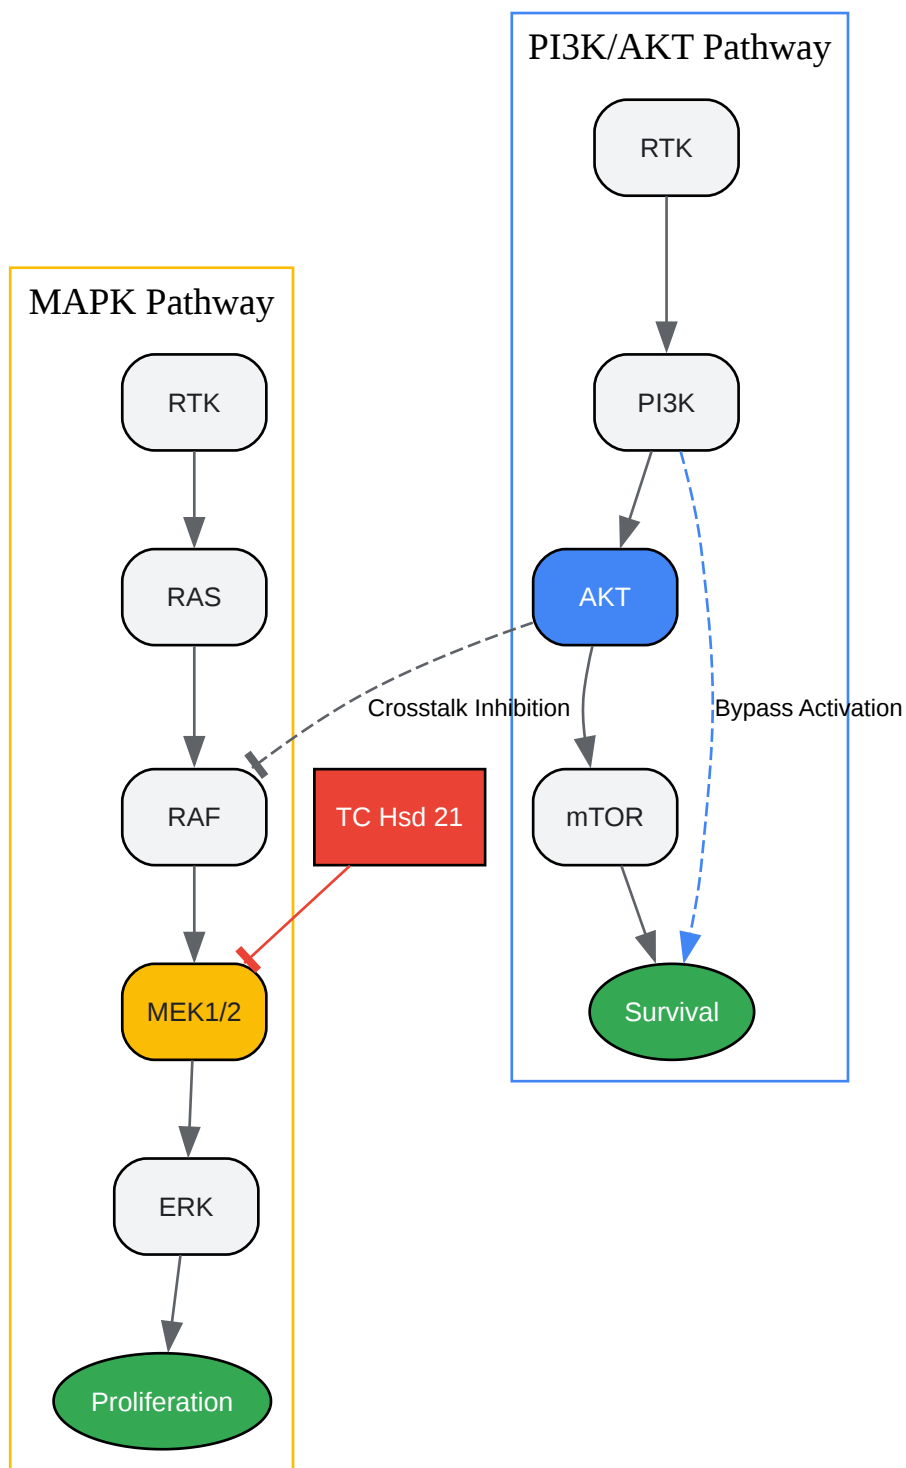 PI3K/AKT Pathway
RTK
MAPK Pathway
RTK
PI3K
RAS
AKT
Crosstalk Inhibition
Bypass Activation
RAF
TC Hsd 21
mTOR
MEK1/2
Survival
ERK
Proliferation